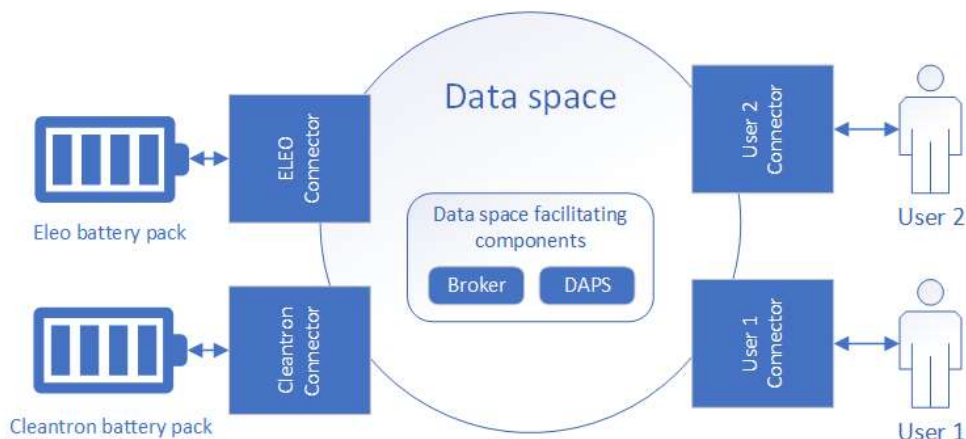 Data space
ELEO
Connector
User 2
Connector
Eleo battery pack
User 2
Data space facilitating
components
Broker
DAPS
Cleantron
Connector
User 1
Connector
Cleantron battery pack
User 1